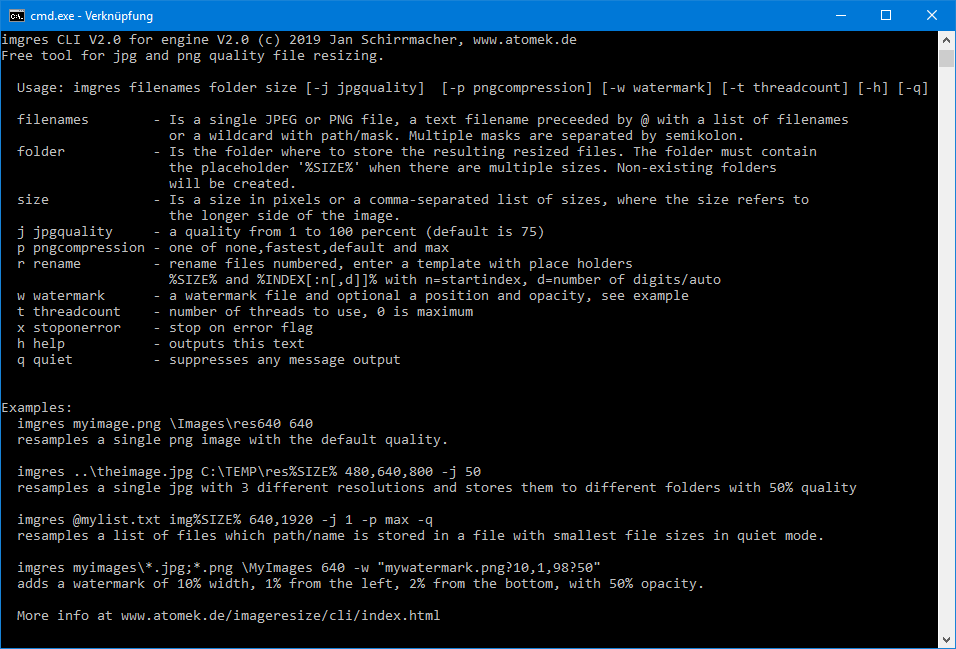 cmd.exe - Verknüpfung
imgres CLI V2.0 for engine V2.0 (c) 2019 Jan Schirrmacher, www.atomek.de
Free tool for jpg and png quality file resizing.
Usage: imgres filenames folder size [-j jpgquality]  [-p pngcompression] [-w watermark] [-t threadcount] [-h] [-q]
filenames        - Is a single JPEG or PNG file, a text filename preceeded by @ with a list of filenames
or a wildcard with path/mask. Multiple masks are separated by semikolon.
folder           - Is the folder where to store the resulting resized files. The folder must contain
the placeholder '%SIZE%' when there are multiple sizes. Non-existing folders
will be created.
size             - Is a size in pixels or a comma-separated list of sizes, where the size refers to
the longer side of the image.
j jpgquality     - a quality from 1 to 100 percent (default is 75)
p pngcompression - one of none,fastest,default and max
r rename         - rename files numbered, enter a template with place holders
%SIZE% and %INDEX[:n[,d]]% with n=startindex, d=number of digits/auto
w watermark      - a watermark file and optional a position and opacity, see example
t threadcount    - number of threads to use, 0 is maximum
x stoponerror    - stop on error flag
h help           - outputs this text
q quiet          - suppresses any message output
Examples:
imgres myimage.png \Images\res640 640
resamples a single png image with the default quality.
imgres ..\theimage.jpg C:\TEMP\res%SIZE% 480,640,800 -j 50
resamples a single jpg with 3 different resolutions and stores them to different folders with 50% quality
imgres @mylist.txt img%SIZE% 640,1920 -j 1 -p max -q
resamples a list of files which path/name is stored in a file with smallest file sizes in quiet mode.
imgres myimages\*.jpg;*.png \MyImages 640 -w "mywatermark.png?10,1,98?50"
adds a watermark of 10% width, 1% from the left, 2% from the bottom, with 50% opacity.
More info at www.atomek.de/imageresize/cli/index.html